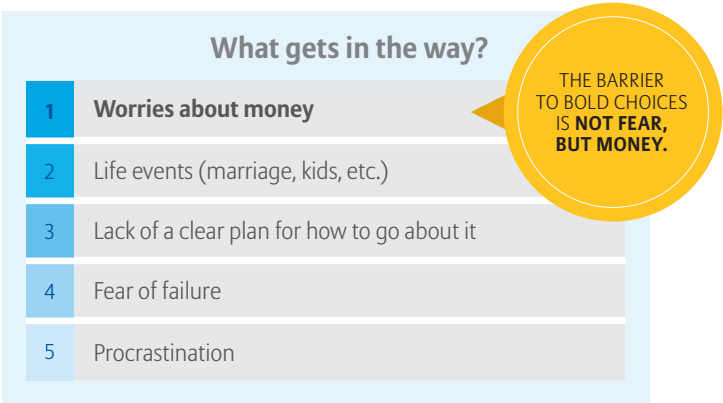 What gets in the way?
1 Worries about money
THE BARRIER
TO BOLD CHOICES
IS NOT FEAR,
BUT MONEY.
2 Life events (marriage, kids, etc.)
3 Lack of a clear plan for how to go about it
4 Fear of failure
5 Procrastination